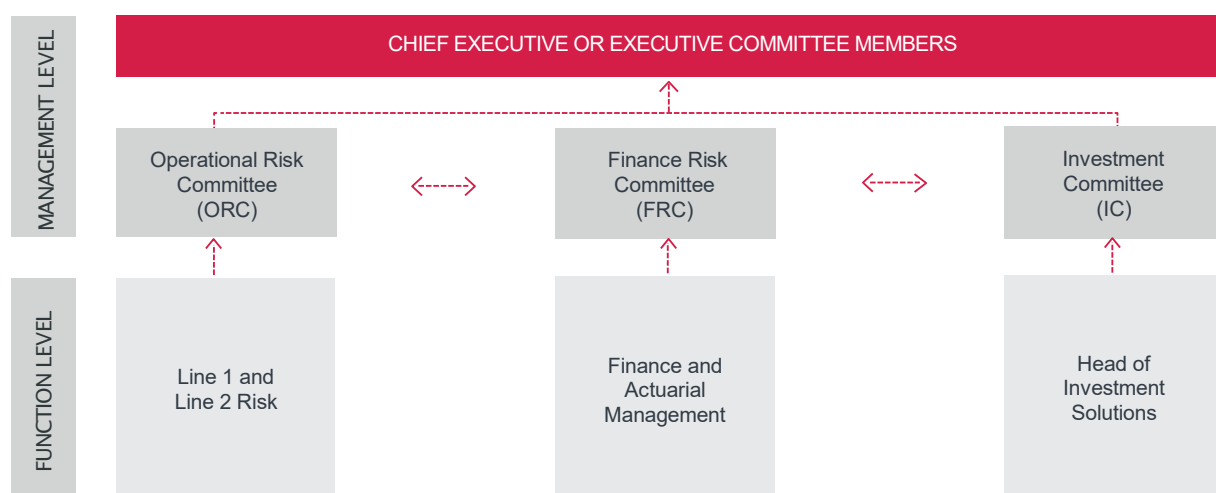 MANAGEMENT LEVEL
CHIEF EXECUTIVE OR EXECUTIVE COMMITTEE MEMBERS
Operational Risk
Committee
(ORC)
Finance Risk
Committee
(FRC)
Investment
Committee
(IC)
FUNCTION LEVEL
Line 1 and
Line 2 Risk
Finance and
Actuarial
Management
Head of
Investment
Solutions